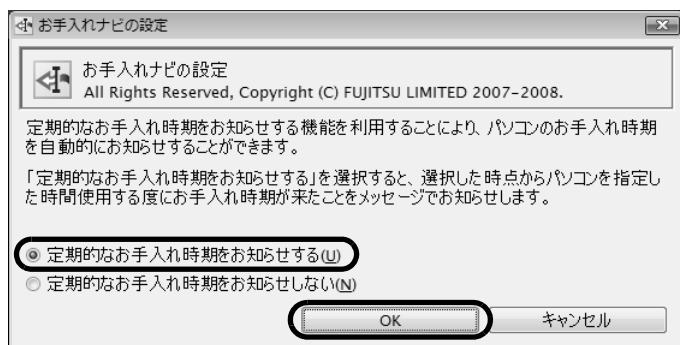 お手入れナビの設定
お手入れナビの設定
All Rights Reserved, Copyright (C) FUJITSU LIMITED 2007-2008.
定期的なお手入れ時期をお知らせする機能を利用することにより、パソコンのお手入れ時期
を自動的にお知らせすることができます。
「定期的なお手入れ時期をお知らせする」を選択すると、選択した時点からパソコンを指定し
た時間使用する度にお手入れ時期が来たことをメッセージでお知らせします。
定期的なお手入れ時期をお知らせする(U)
定期的なお手入れ時期をお知らせしない(N)
OK キャンセル